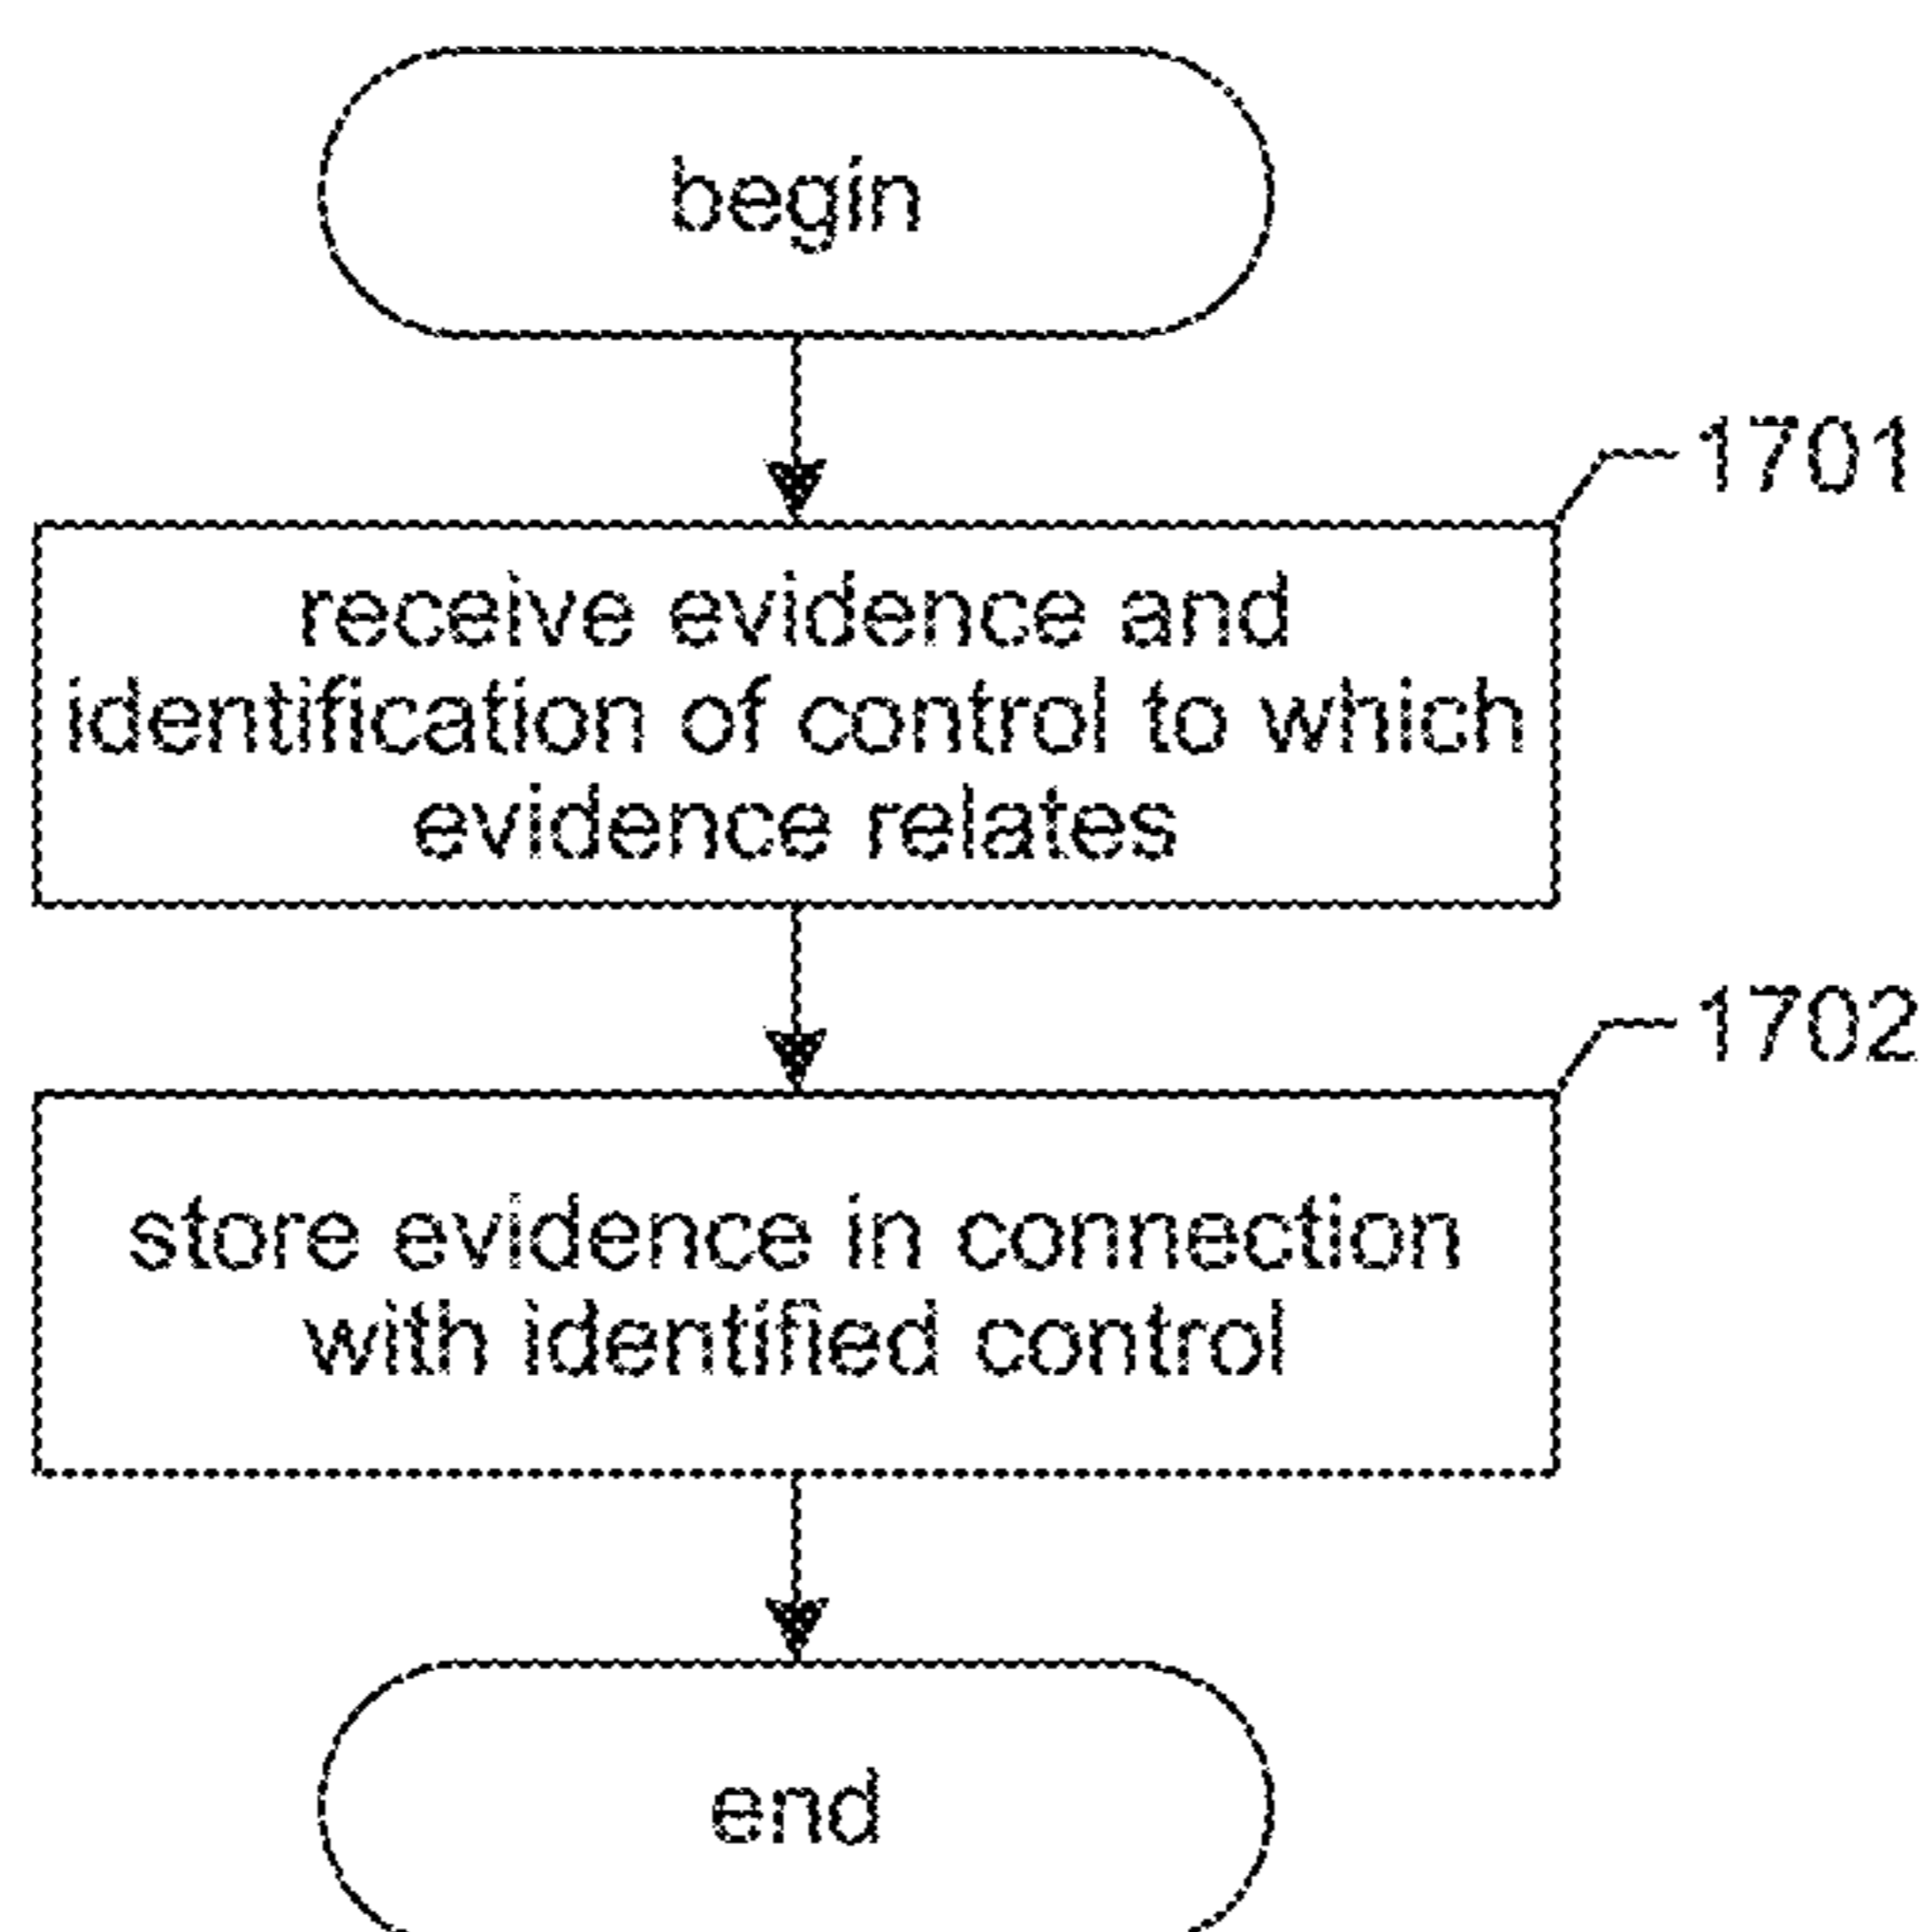 begin
1701
receive evidence and
identification of control to which
evidence relates
1702
store evidence in connection
with identified control
end